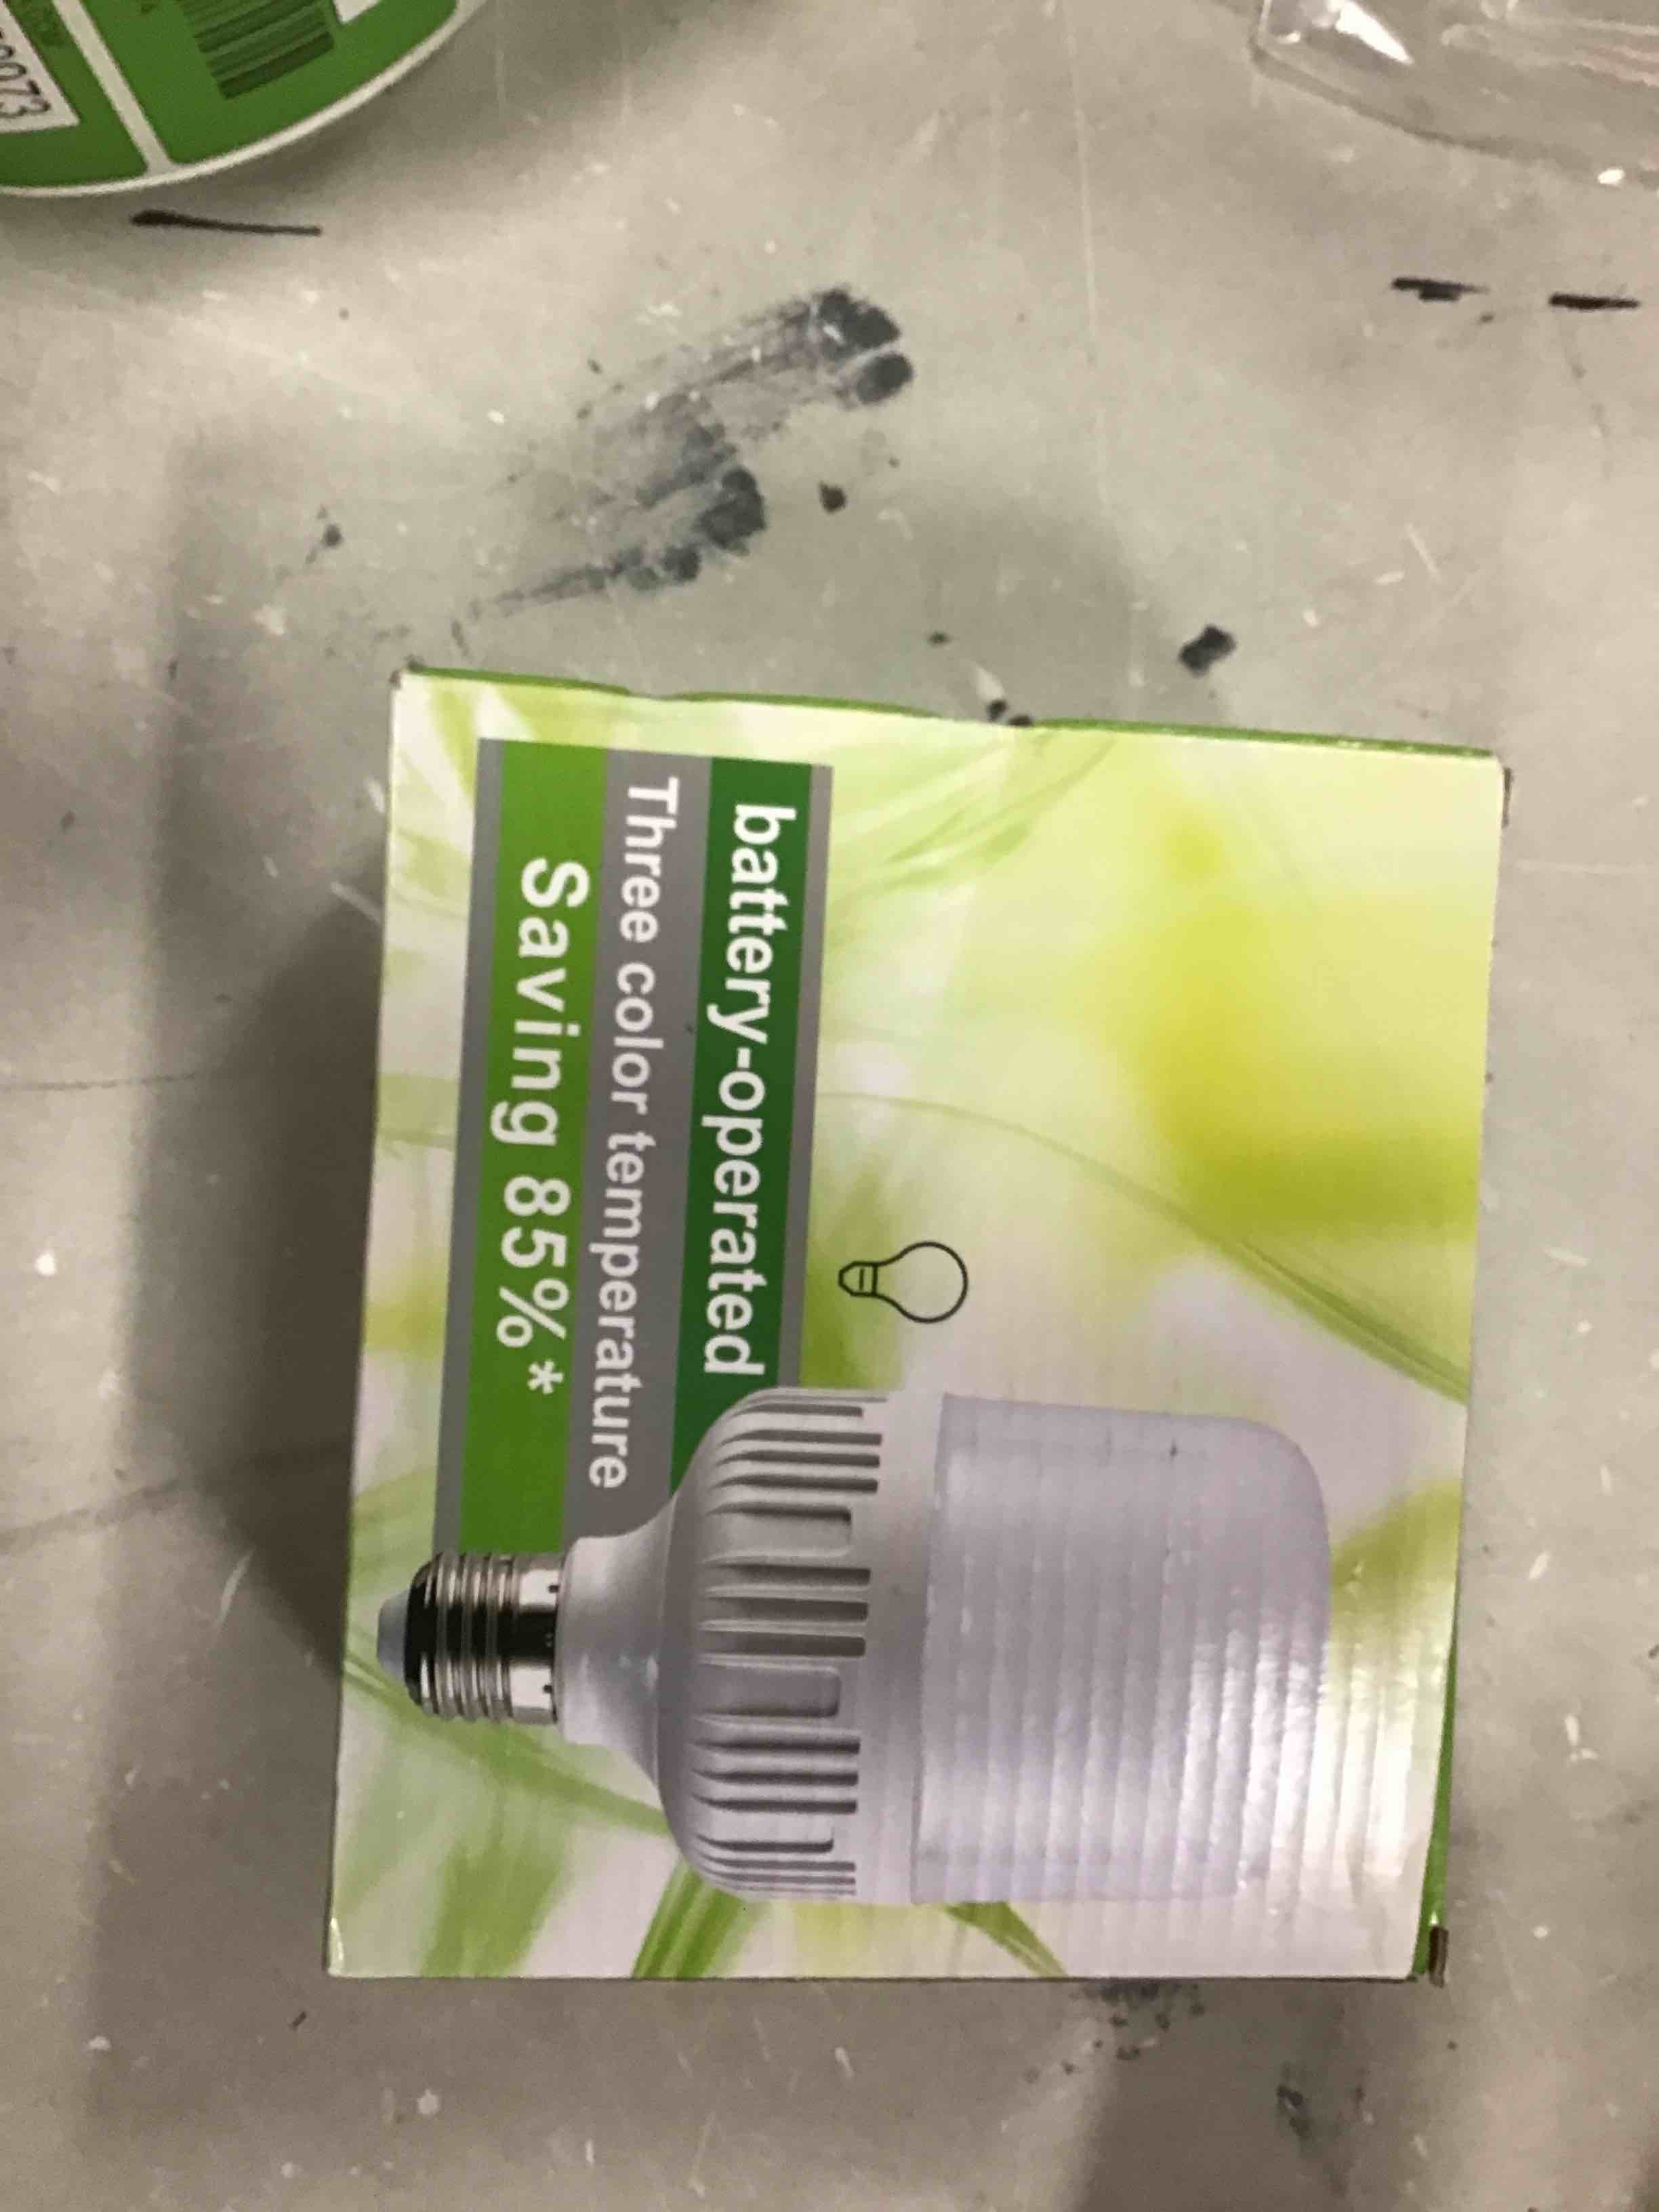 battery-operated
Three color temperature
Saving 85%*